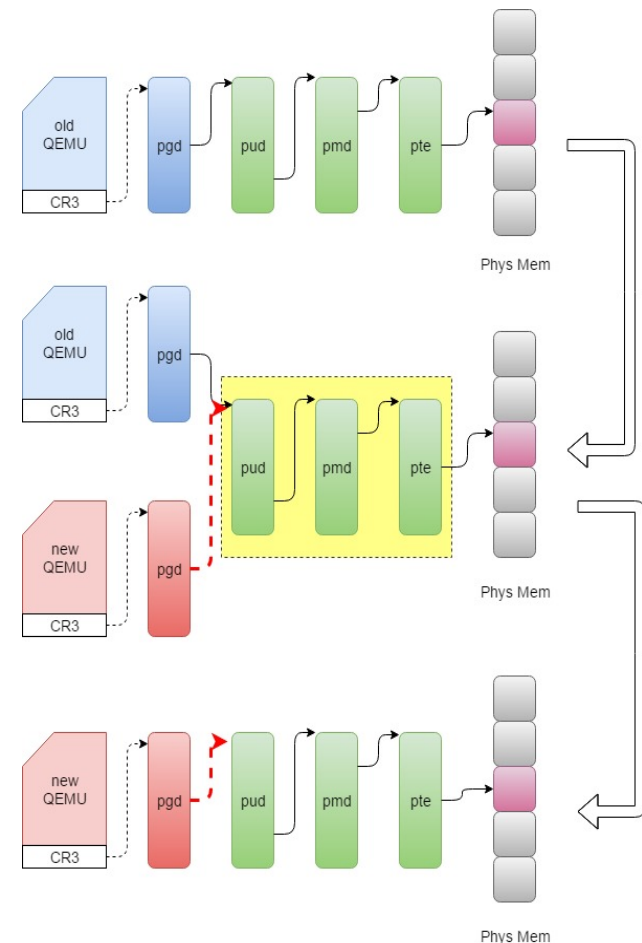 old
QEMU
CR3
pgd
pud
pmd
pte
Phys Mem
old
QEMU
CR3
pgd
pud
pmd
pte
Phys Mem
new
QEMU
CR3
pgd
new
QEMU
CR3
pgd
pud
pmd
pte
Phys Mem